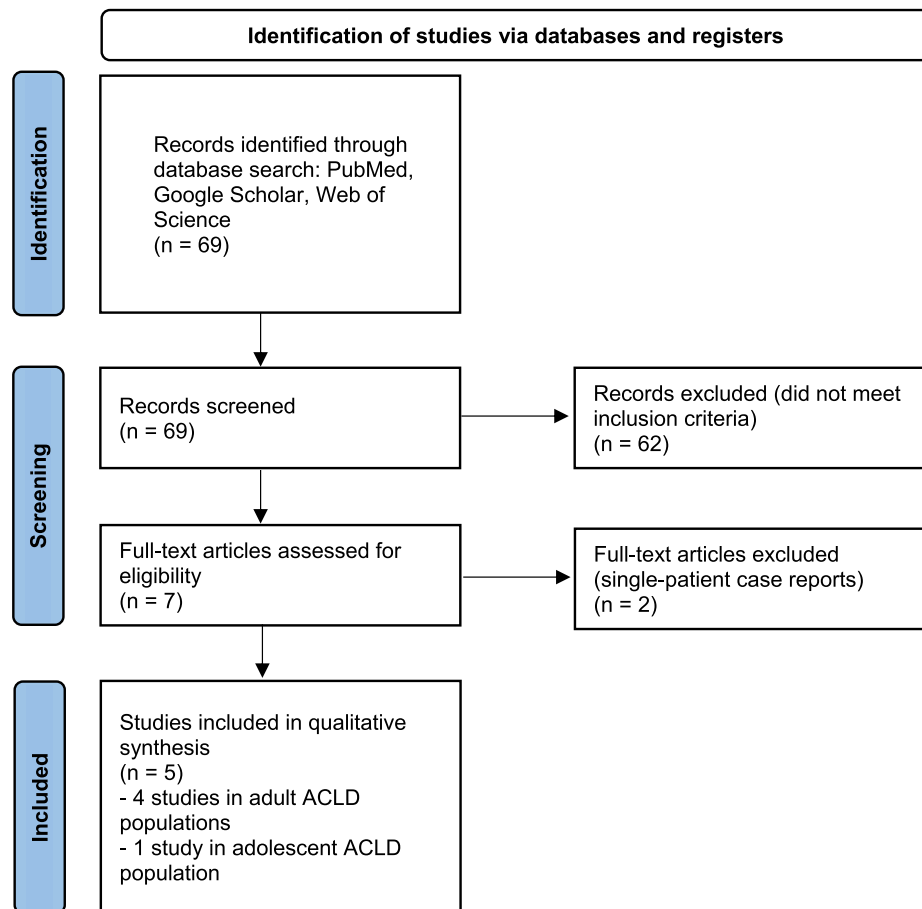 Identification of studies via databases and registers
Identification
Records identified through
database search: PubMed,
Google Scholar, Web of
Science
(n = 69)
Screening
Records screened
(n = 69)
Records excluded (did not meet
inclusion criteria)
(n = 62)
Full-text articles assessed for
eligibility
(n = 7)
Full-text articles excluded
(single-patient case reports)
(n = 2)
Included
Studies included in qualitative
synthesis
(n = 5)
- 4 studies in adult ACLD
populations
- 1 study in adolescent ACLD
population